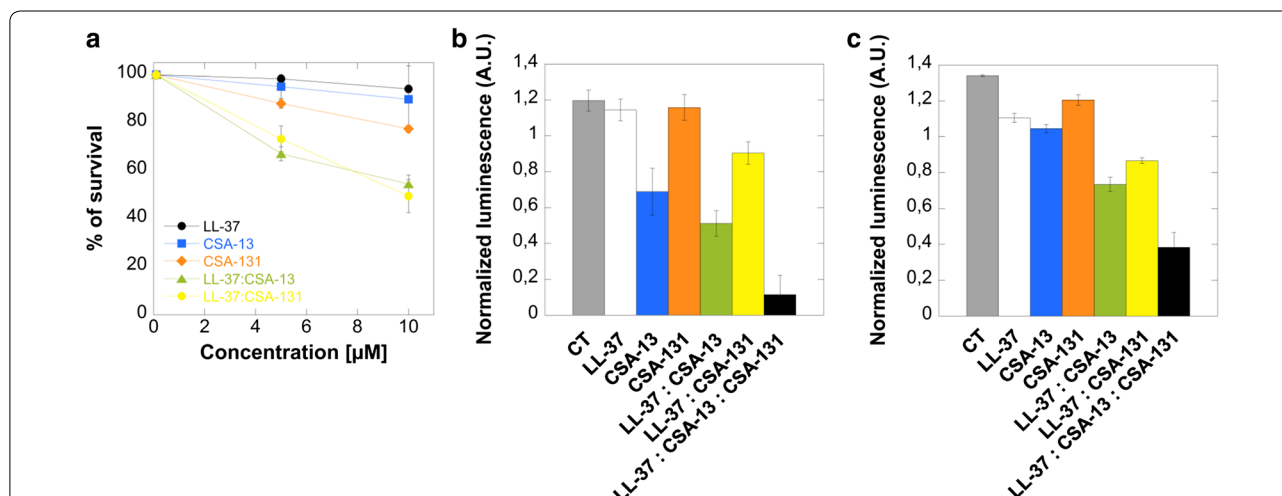 a
% of survival
100
80
60
40
20
0
LL-37
CSA-13
CSA-131
LL-37:CSA-13
LL-37:CSA-131
0 2 4 6 8 10
Concentration [µM]
b
Normalized luminescence (A.U.)
1,4
1,2
1
0,8
0,6
0,4
0,2
0
CT
LL-37
CSA-13
CSA-131
LL-37 : CSA-13
LL-37 : CSA-131
LL-37 : CSA-13 : CSA-131
c
Normalized luminescence (A.U.)
1,4
1,2
1
0,8
0,6
0,4
0,2
0
CT
LL-37
CSA-13
CSA-131
LL-37 : CSA-13
LL-37 : CSA-131
LL-37 : CSA-13 : CSA-131